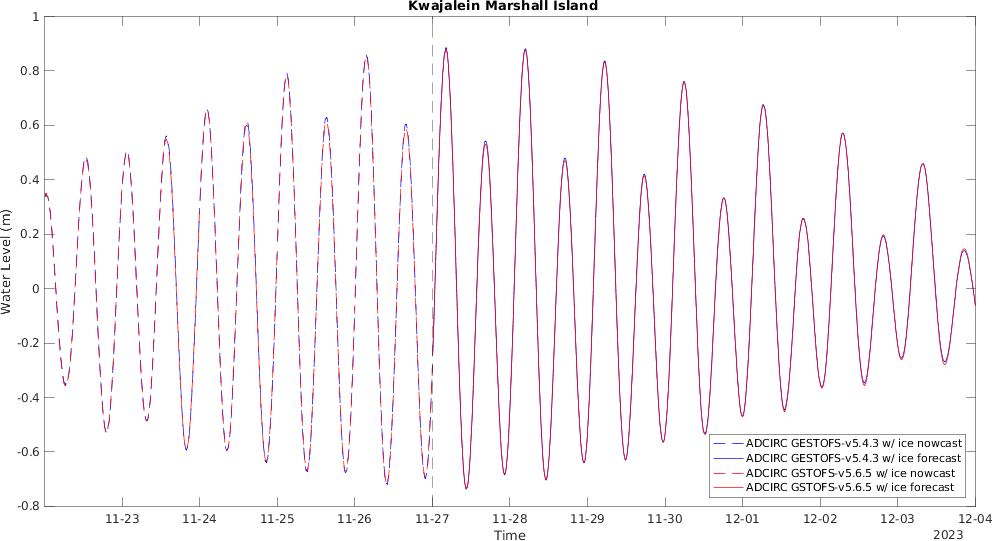 Kwajalein Marshall Island
1
0.8
0.6
0.4
0.2
0
-0.2
-0.4
-0.6
-0.8
Water Level (m)
ADCIRC GESTOFS-v5.4.3 w/ ice nowcast
ADCIRC GESTOFS-v5.4.3 w/ ice forecast
ADCIRC GSTOFS-v5.6.5 w/ ice nowcast
ADCIRC GSTOFS-v5.6.5 w/ ice forecast
11-23 11-24 11-25 11-26 11-27 11-28 11-29 11-30 12-01 12-02 12-03 12-04
Time
2023